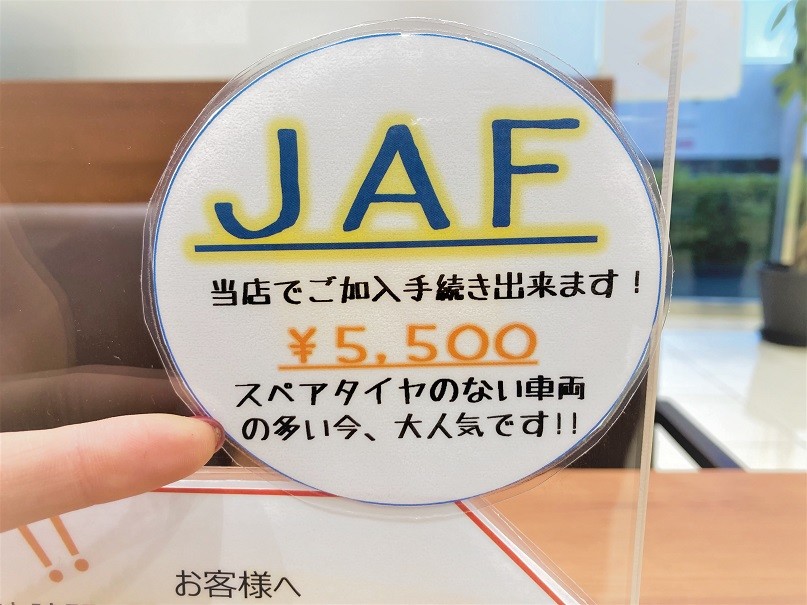 JAF
当店でご加入手続き出来ます！
¥5,500
スペアタイヤのない車両
の多い今、大人気です!!
!!
お客様へ